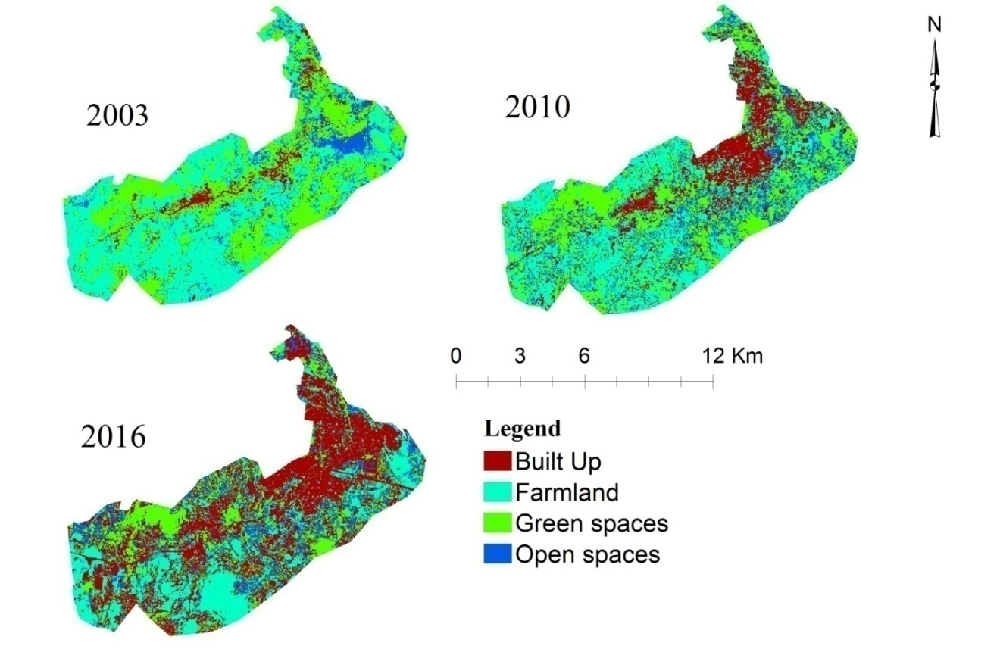 N
2003
2010
0 3 6 12 Km
2016
Legend
Built Up
Farmland
Green spaces
Open spaces